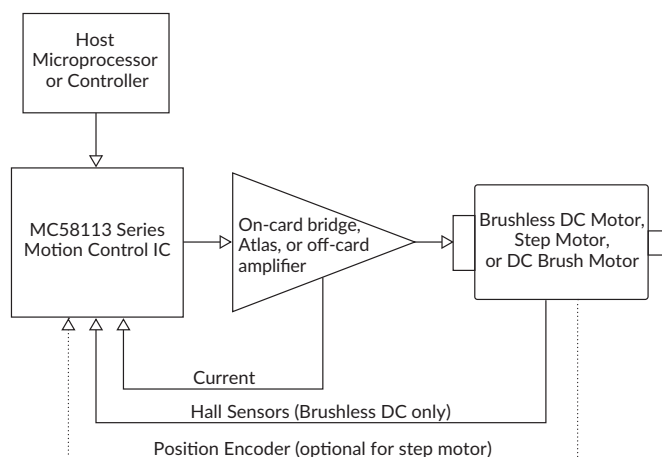 Host
Microprocessor
or Controller
MC58113 Series
Motion Control IC
On-card bridge,
Atlas, or off-card
amplifier
Brushless DC Motor,
Step Motor,
or DC Brush Motor
Current
Hall Sensors (Brushless DC only)
Position Encoder (optional for step motor)